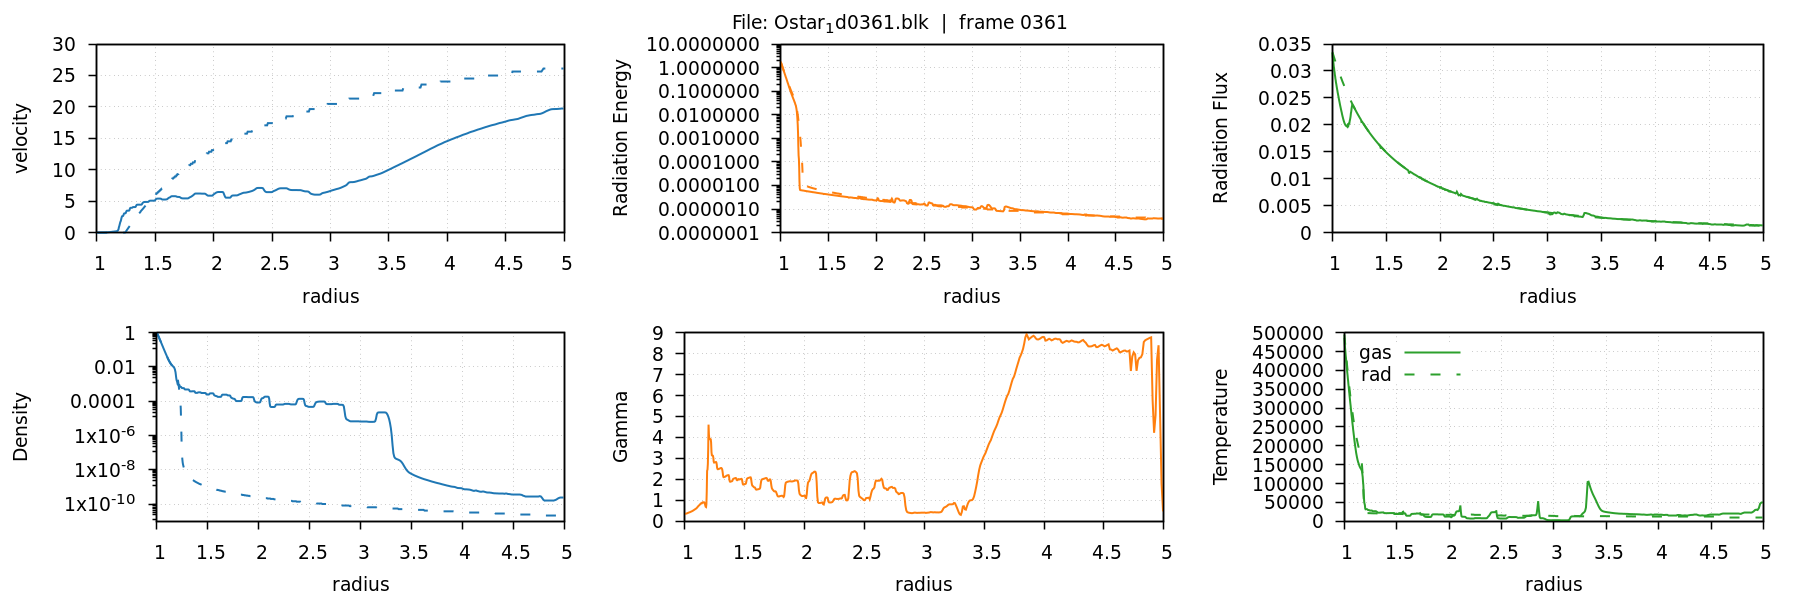 File: Ostar₁d0361.blk | frame 0361
velocity
30
25
20
15
10
5
0
1 1.5 2 2.5 3 3.5 4 4.5 5
radius
Radiation Energy
10.0000000
1.0000000
0.1000000
0.0100000
0.0010000
0.0001000
0.0000100
0.0000010
0.0000001
1 1.5 2 2.5 3 3.5 4 4.5 5
radius
Radiation Flux
0.035
0.03
0.025
0.02
0.015
0.01
0.005
0
1 1.5 2 2.5 3 3.5 4 4.5 5
radius
Density
1
0.01
0.0001
1x10⁻⁶
1x10⁻⁸
1x10⁻¹⁰
1 1.5 2 2.5 3 3.5 4 4.5 5
radius
Gamma
9
8
7
6
5
4
3
2
1
0
1 1.5 2 2.5 3 3.5 4 4.5 5
radius
Temperature
500000
450000
400000
350000
300000
250000
200000
150000
100000
50000
0
gas
rad
1 1.5 2 2.5 3 3.5 4 4.5 5
radius